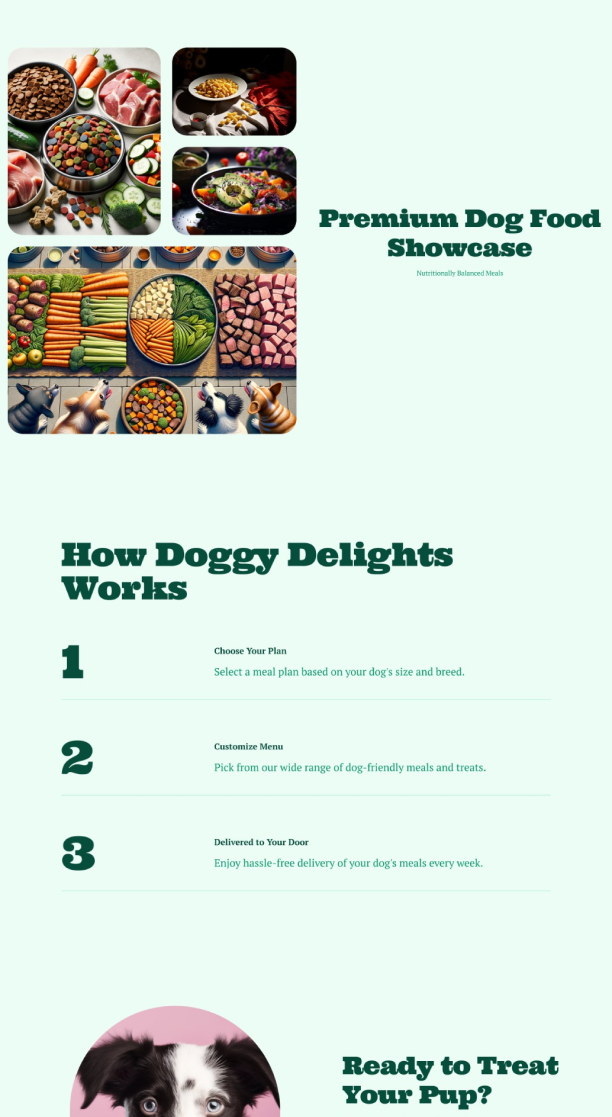 Premium Dog Food
Showcase
Nutritionally Balanced Meals
How Doggy Delights
Works
1
Choose Your Plan
Select a meal plan based on your dog's size and breed.
2
Customize Menu
Pick from our wide range of dog-friendly meals and treats.
3
Delivered to Your Door
Enjoy hassle-free delivery of your dog's meals every week.
Ready to Treat
Your Pup?